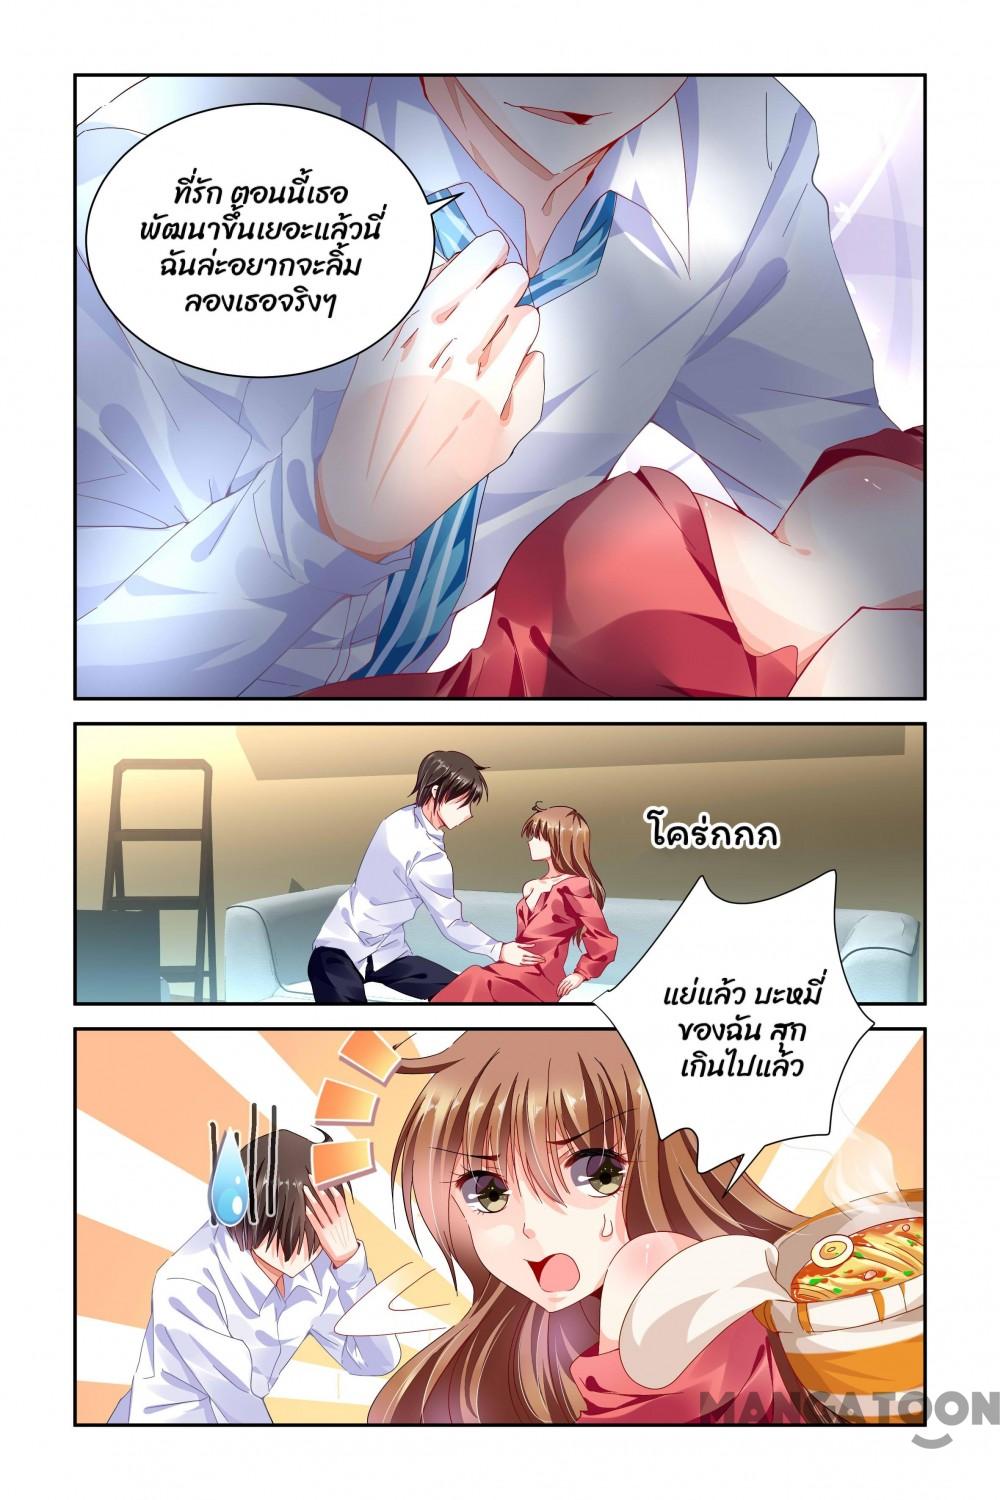 ที่รัก ตอนนี้เธอ
พัฒนาขึ้นเยอะแล้วนี่
ฉันล่ะอยากจะลิ้ม
ลองเธอจริงๆ
โคร่กกก
แย่แล้ว บะหมี่
ของฉัน สุก
เกินไปแล้ว
MANGATOON